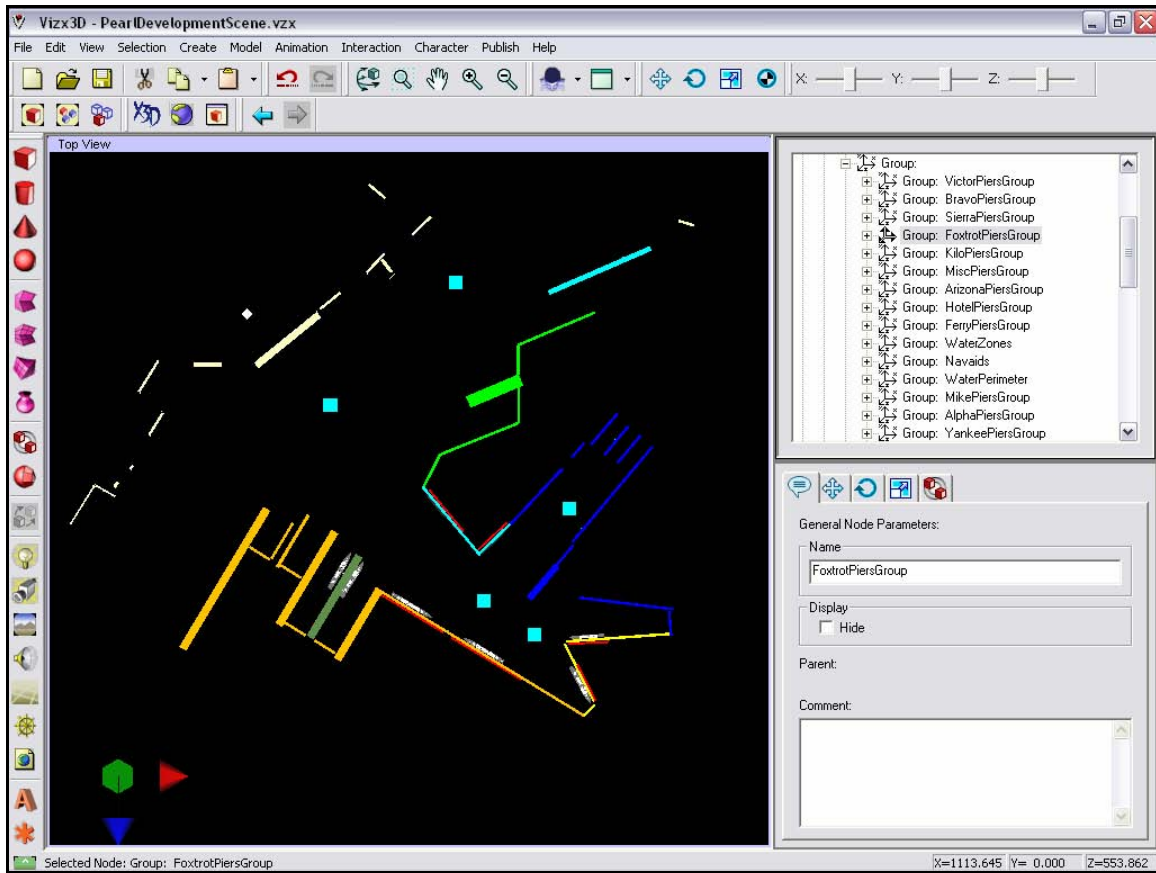 Vizx3D - PearlDevelopmentScene.vzx
File Edit View Selection Create Model Animation Interaction Character Publish Help
X: Y: Z:
X3D
Top View
Group:
Group: VictorPiersGroup
Group: BravoPiersGroup
Group: SierraPiersGroup
Group: FoxtrotPiersGroup
Group: KiloPiersGroup
Group: MiscPiersGroup
Group: ArizonaPiersGroup
Group: HotelPiersGroup
Group: FerryPiersGroup
Group: WaterZones
Group: Navaids
Group: WaterPerimeter
Group: MikePiersGroup
Group: AlphaPiersGroup
Group: YankeePiersGroup
General Node Parameters:
Name
FoxtrotPiersGroup
Display
Hide
Parent:
Comment:
Selected Node: Group: FoxtrotPiersGroup
X=1113.645 Y= 0.000 Z=553.862